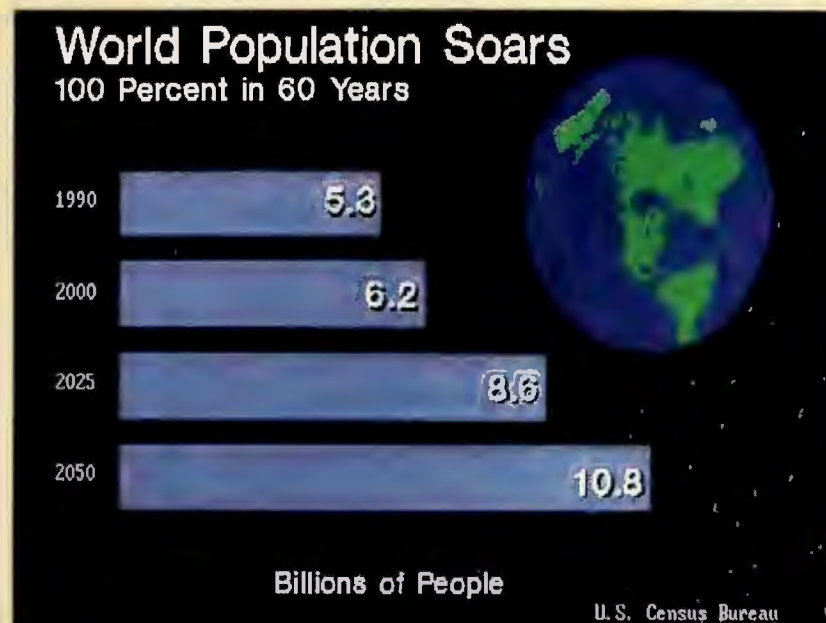 World Population Soars
100 Percent in 60 Years
1990
5.3
2000
6.2
2025
8.6
2050
10.8
Billions of People
U.S. Census Bureau